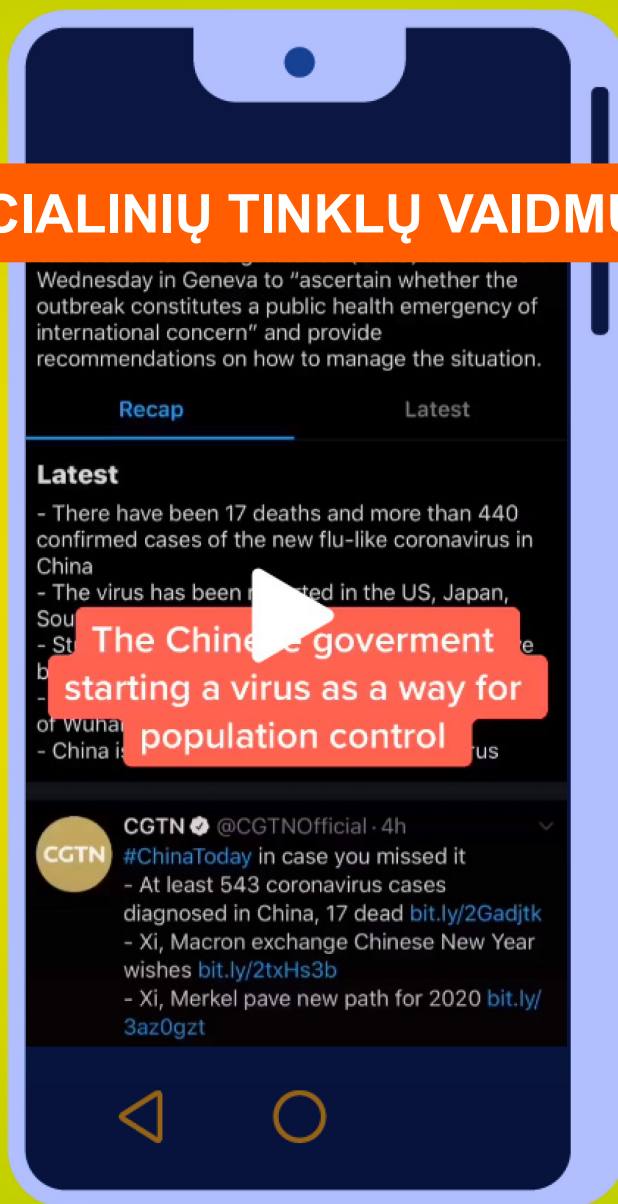 CIALINIŲ TINKLŲ VAIDMU
Wednesday in Geneva to “ascertain whether the
outbreak constitutes a public health emergency of
international concern” and provide
recommendations on how to manage the situation.
Recap Latest
Latest
- There have been 17 deaths and more than 440
confirmed cases of the new flu-like coronavirus in
China
- The virus has been in the US, Japan,
The goverment
starting a virus as a way for
population control
- China
CGTN @CGTNOfficial · 4h
CGTN
#ChinaToday in case you missed it
- At least 543 coronavirus cases
diagnosed in China, 17 dead bit.ly/2Gadjtk
- Xi, Macron exchange Chinese New Year
wishes bit.ly/2txHs3b
- Xi, Merkel pave new path for 2020 bit.ly/
3az0gzt